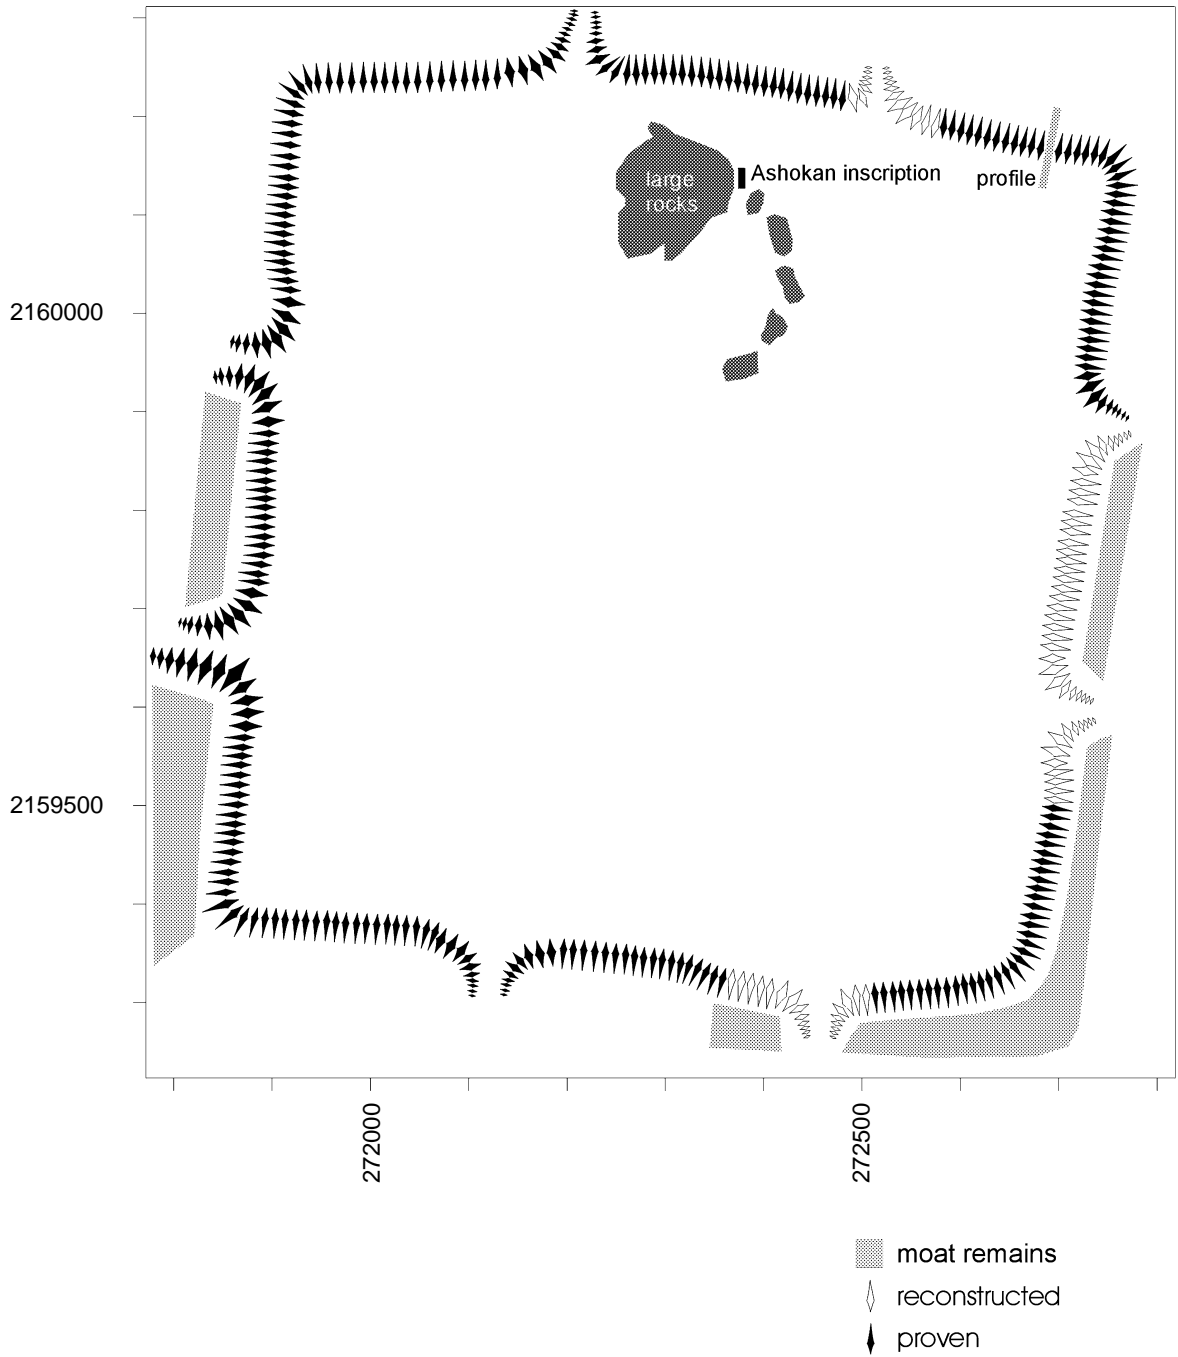 large
rocks
Ashokan inscription
profile
2160000
2159500
272000
272500
moat remains
reconstructed
proven